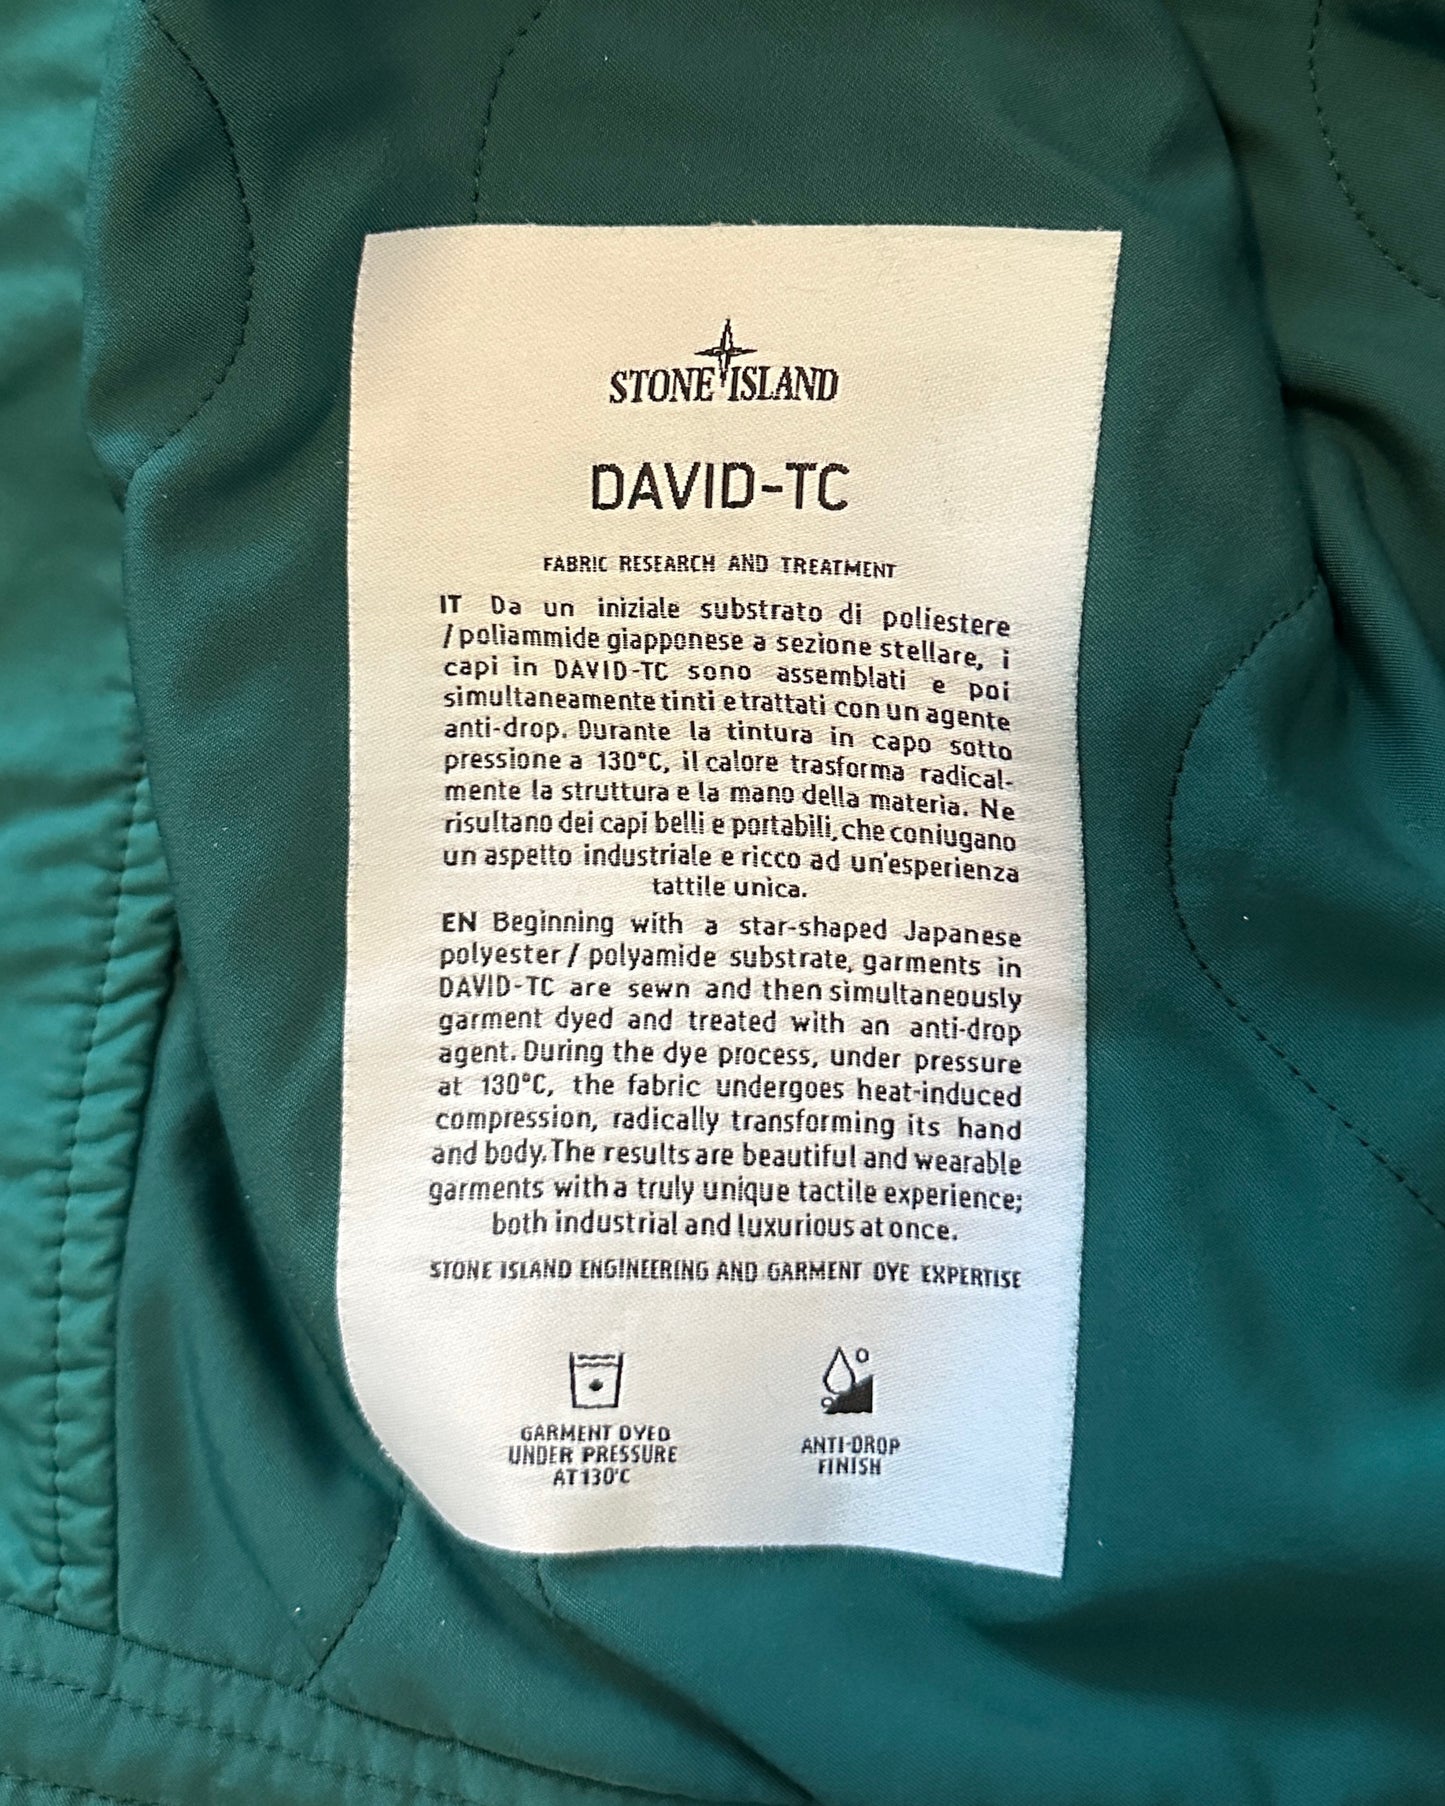 STONE ISLAND
DAVID-TC
FABRIC RESEARCH AND TREATMENT
IT Da un iniziale substrato di poliestere
/poliammide giapponese a sezione stellare, i
capi in DAVID-TC sono assemblati e poi
simultaneamente tinti e trattati con un agente
anti-drop. Durante la tintura in capo sotto
pressione a 130°C, il calore trasforma radical-
mente la struttura e la mano della materia. Ne
risultano dei capi belli e portabili, che coniugano
un aspetto industriale e ricco ad un'esperienza
tattile unica.
EN Beginning with a star-shaped Japanese
polyester / polyamide substrate, garments in
DAVID-TC are sewn and then simultaneously
garment dyed and treated with an anti-drop
agent. During the dye process, under pressure
at 130°C, the fabric undergoes heat-induced
compression, radically transforming its hand
and body. The results are beautiful and wearable
garments with a truly unique tactile experience;
both industrial and luxurious at once.
STONE ISLAND ENGINEERING AND GARMENT DYE EXPERTISE
GARMENT DYED
UNDER PRESSURE
AT 130°C
ANTI-DROP
FINISH